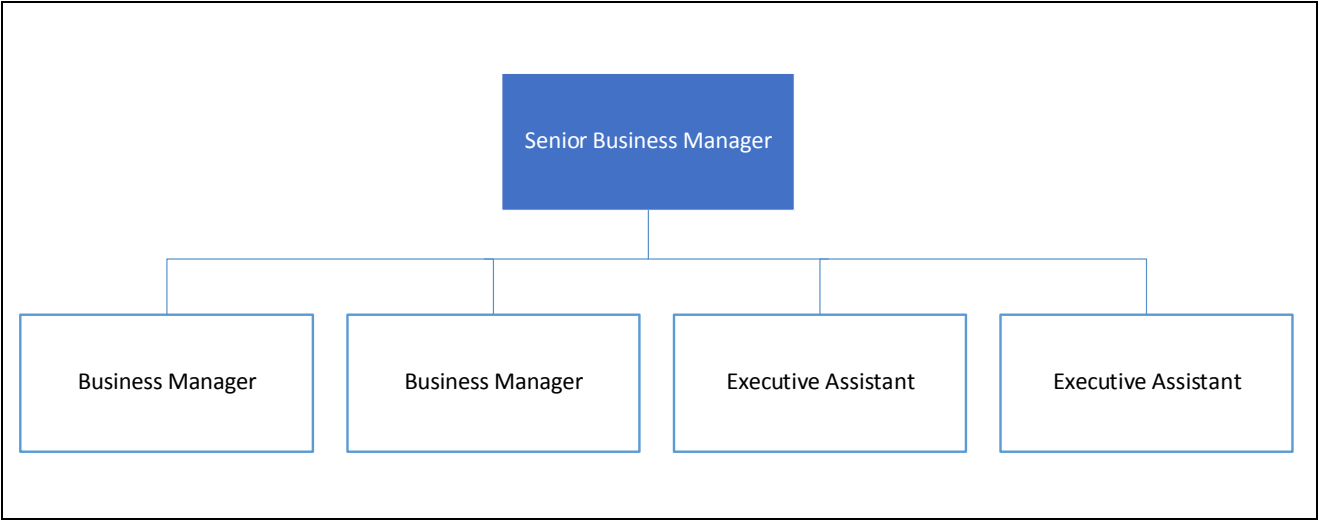 Senior Business Manager
Business Manager
Business Manager
Executive Assistant
Executive Assistant